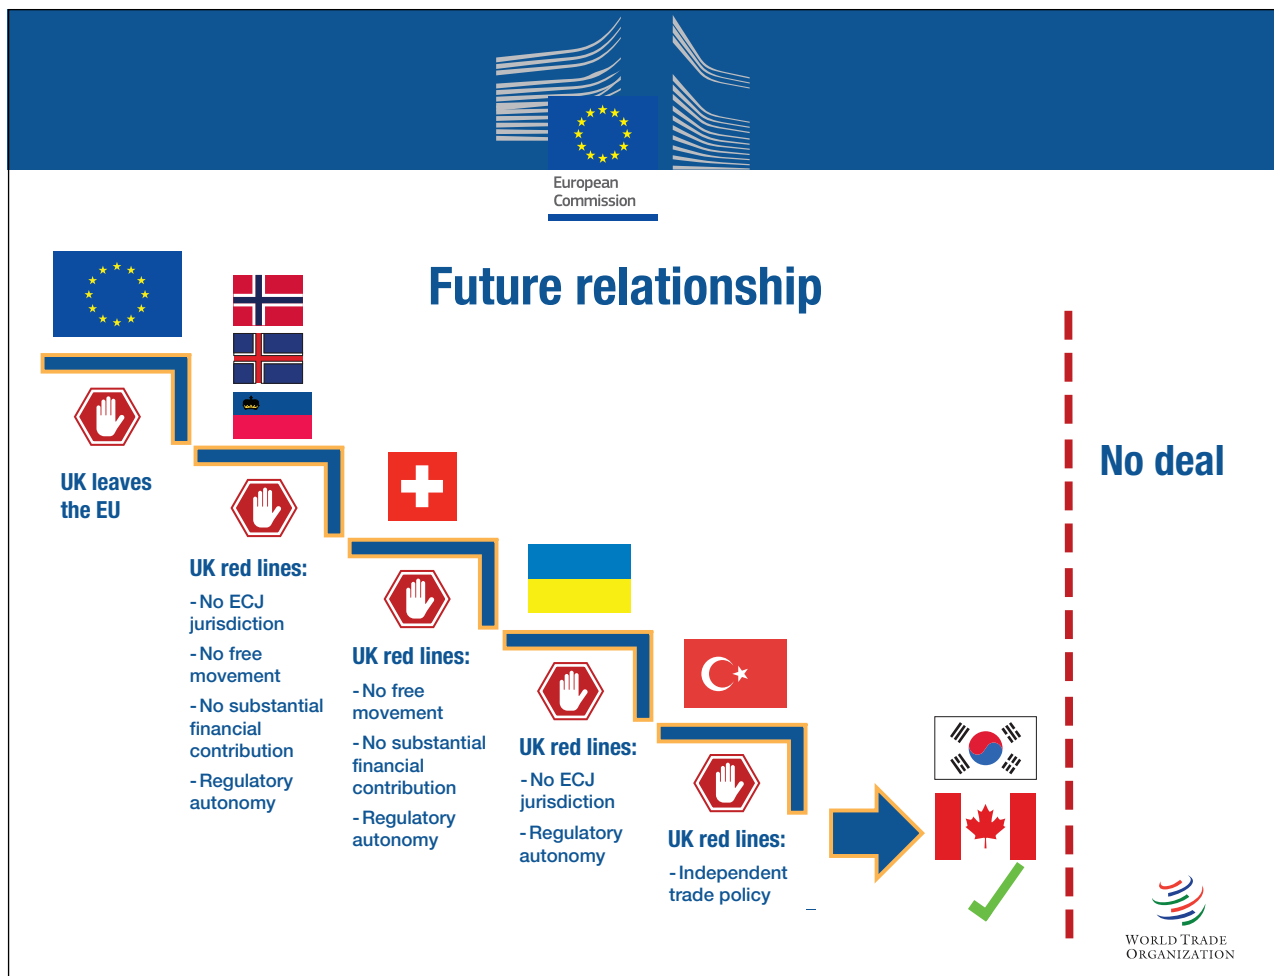 European
Commission
Future relationship
UK leaves
the EU
UK red lines:
- No ECJ
jurisdiction
- No free
movement
- No substantial
financial
contribution
- Regulatory
autonomy
UK red lines:
- No free
movement
- No substantial
financial
contribution
- Regulatory
autonomy
UK red lines:
- No ECJ
jurisdiction
- Regulatory
autonomy
UK red lines:
- Independent
trade policy
No deal
WORLD TRADE
ORGANIZATION